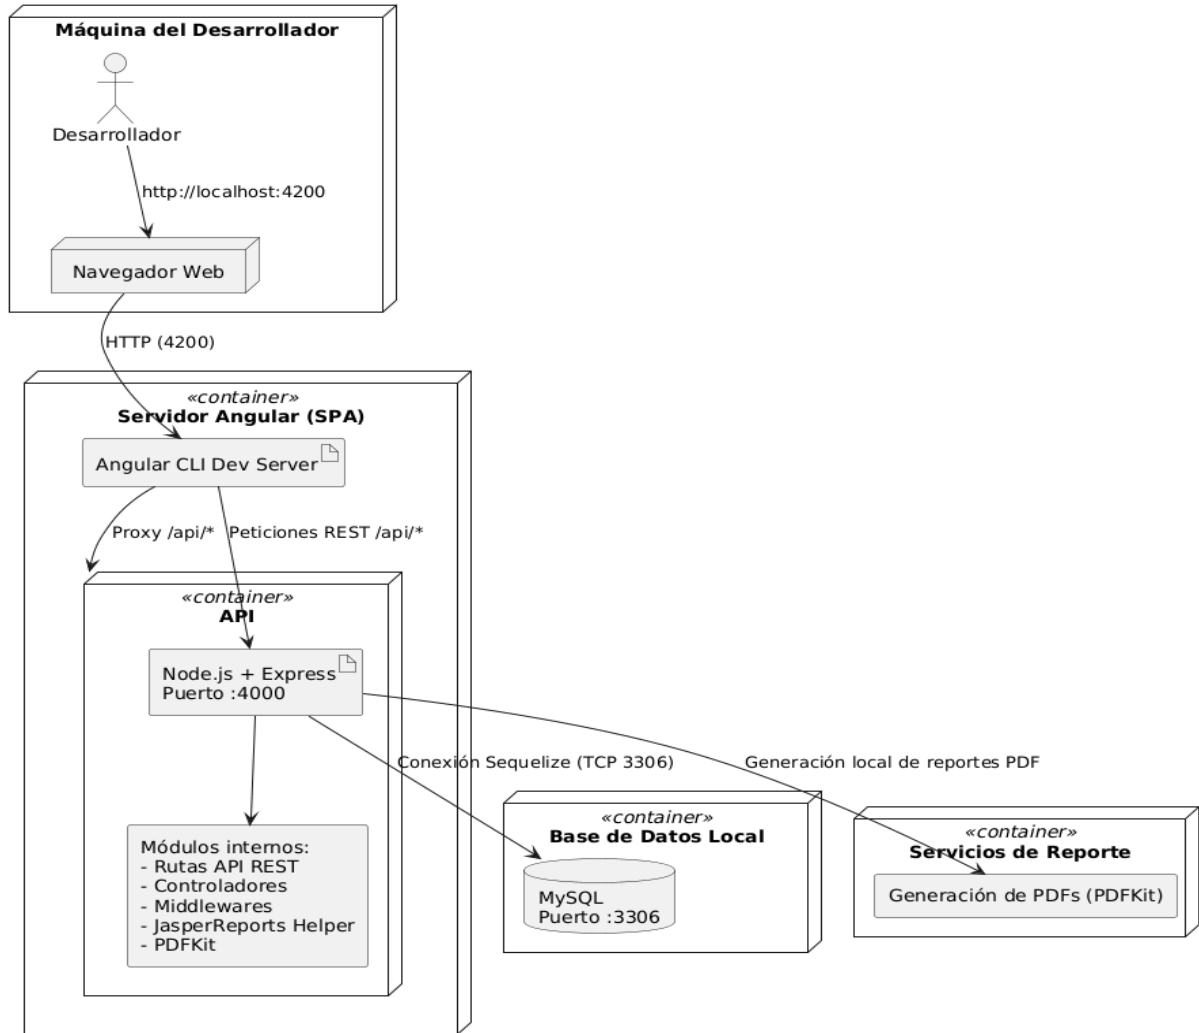 Máquina del Desarrollador
Desarrollador
http://localhost:4200
Navegador Web
HTTP (4200)
«container»
Servidor Angular (SPA)
Angular CLI Dev Server
Proxy /api/*
Peticiones REST /api/*
«container»
API
Node.js + Express
Puerto :4000
Conexión Sequelize (TCP 3306)
Generación local de reportes PDF
Módulos internos:
- Rutas API REST
- Controladores
- Middlewares
- JasperReports Helper
- PDFKit
«container»
Base de Datos Local
MySQL
Puerto :3306
«container»
Servicios de Reporte
Generación de PDFs (PDFKit)